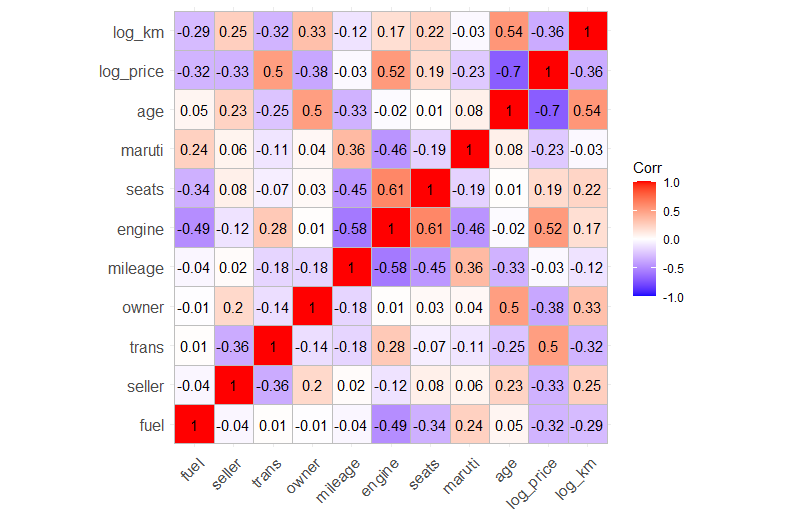 log_km -0.29 0.25 -0.32 0.33 -0.12 0.17 0.22 -0.03 0.54 -0.36 1
log_price -0.32 -0.33 0.5 -0.38 -0.03 0.52 0.19 -0.23 -0.7 1 -0.36
age 0.05 0.23 -0.25 0.5 -0.33 -0.02 0.01 0.08 1 -0.7 0.54
maruti 0.24 0.06 -0.11 0.04 0.36 -0.46 -0.19 1 0.08 -0.23 -0.03
seats -0.34 0.08 -0.07 0.03 -0.45 0.61 1 -0.19 0.01 0.19 0.22
engine -0.49 -0.12 0.28 0.01 -0.58 1 0.61 -0.46 -0.02 0.52 0.17
mileage -0.04 0.02 -0.18 -0.18 1 -0.58 -0.45 0.36 -0.33 -0.03 -0.12
owner -0.01 0.2 -0.14 1 -0.18 0.01 0.03 0.04 0.5 -0.38 0.33
trans 0.01 -0.36 1 -0.14 -0.18 0.28 -0.07 -0.11 -0.25 0.5 -0.32
seller -0.04 1 -0.36 0.2 0.02 -0.12 0.08 0.06 0.23 -0.33 0.25
fuel 1 -0.04 0.01 -0.01 -0.04 -0.49 -0.34 0.24 0.05 -0.32 -0.29
fuel seller trans owner mileage engine seats maruti age log_price log_km
Corr
1.0
0.5
0.0
-0.5
-1.0